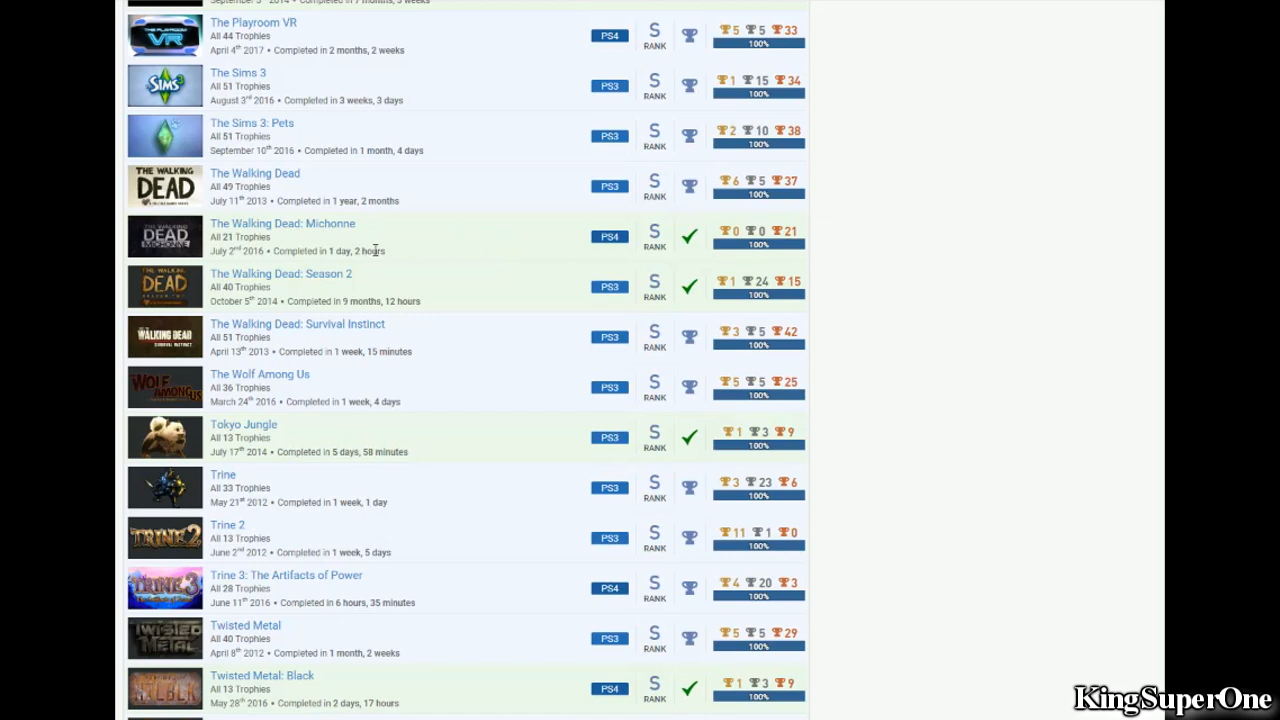 The Playroom VR
All 44 Trophies
April 4th 2017 • Completed in 2 months, 2 weeks
PS4
S
RANK
5 5 33
100%
The Sims 3
All 51 Trophies
August 3rd 2016 • Completed in 3 weeks, 3 days
PS3
S
RANK
1 15 34
100%
The Sims 3: Pets
All 51 Trophies
September 10th 2016 • Completed in 1 month, 4 days
PS3
S
RANK
2 10 38
100%
THE WALKING
DEAD
The Walking Dead
All 49 Trophies
July 11th 2013 • Completed in 1 year, 2 months
PS3
S
RANK
6 5 37
100%
DEAD
MICHONNE
The Walking Dead: Michonne
All 21 Trophies
July 2nd 2016 • Completed in 1 day, 2 hours
PS4
S
RANK
0 0 21
100%
DEAD
The Walking Dead: Season 2
All 40 Trophies
October 5th 2014 • Completed in 9 months, 12 hours
PS3
S
RANK
1 24 15
100%
WALKING DEAD
The Walking Dead: Survival Instinct
All 51 Trophies
April 13th 2013 • Completed in 1 week, 15 minutes
PS3
S
RANK
3 5 42
100%
The Wolf Among Us
All 36 Trophies
March 24th 2016 • Completed in 1 week, 4 days
PS3
S
RANK
5 5 25
100%
Tokyo Jungle
All 13 Trophies
July 17th 2014 • Completed in 5 days, 58 minutes
PS3
S
RANK
1 3 9
100%
Trine
All 33 Trophies
May 21st 2012 • Completed in 1 week, 1 day
PS3
S
RANK
3 23 6
100%
TRINE 2
Trine 2
All 13 Trophies
June 2nd 2012 • Completed in 1 week, 5 days
PS3
S
RANK
11 1 0
100%
TRINE 3
Trine 3: The Artifacts of Power
All 28 Trophies
June 11th 2016 • Completed in 6 hours, 35 minutes
PS4
S
RANK
4 20 3
100%
TWISTED
METAL
Twisted Metal
All 40 Trophies
April 8th 2012 • Completed in 1 month, 2 weeks
PS3
S
RANK
5 5 29
100%
Twisted Metal: Black
All 13 Trophies
May 28th 2016 • Completed in 2 days, 17 hours
PS4
S
RANK
1 3 9
100%
KingSuperOne